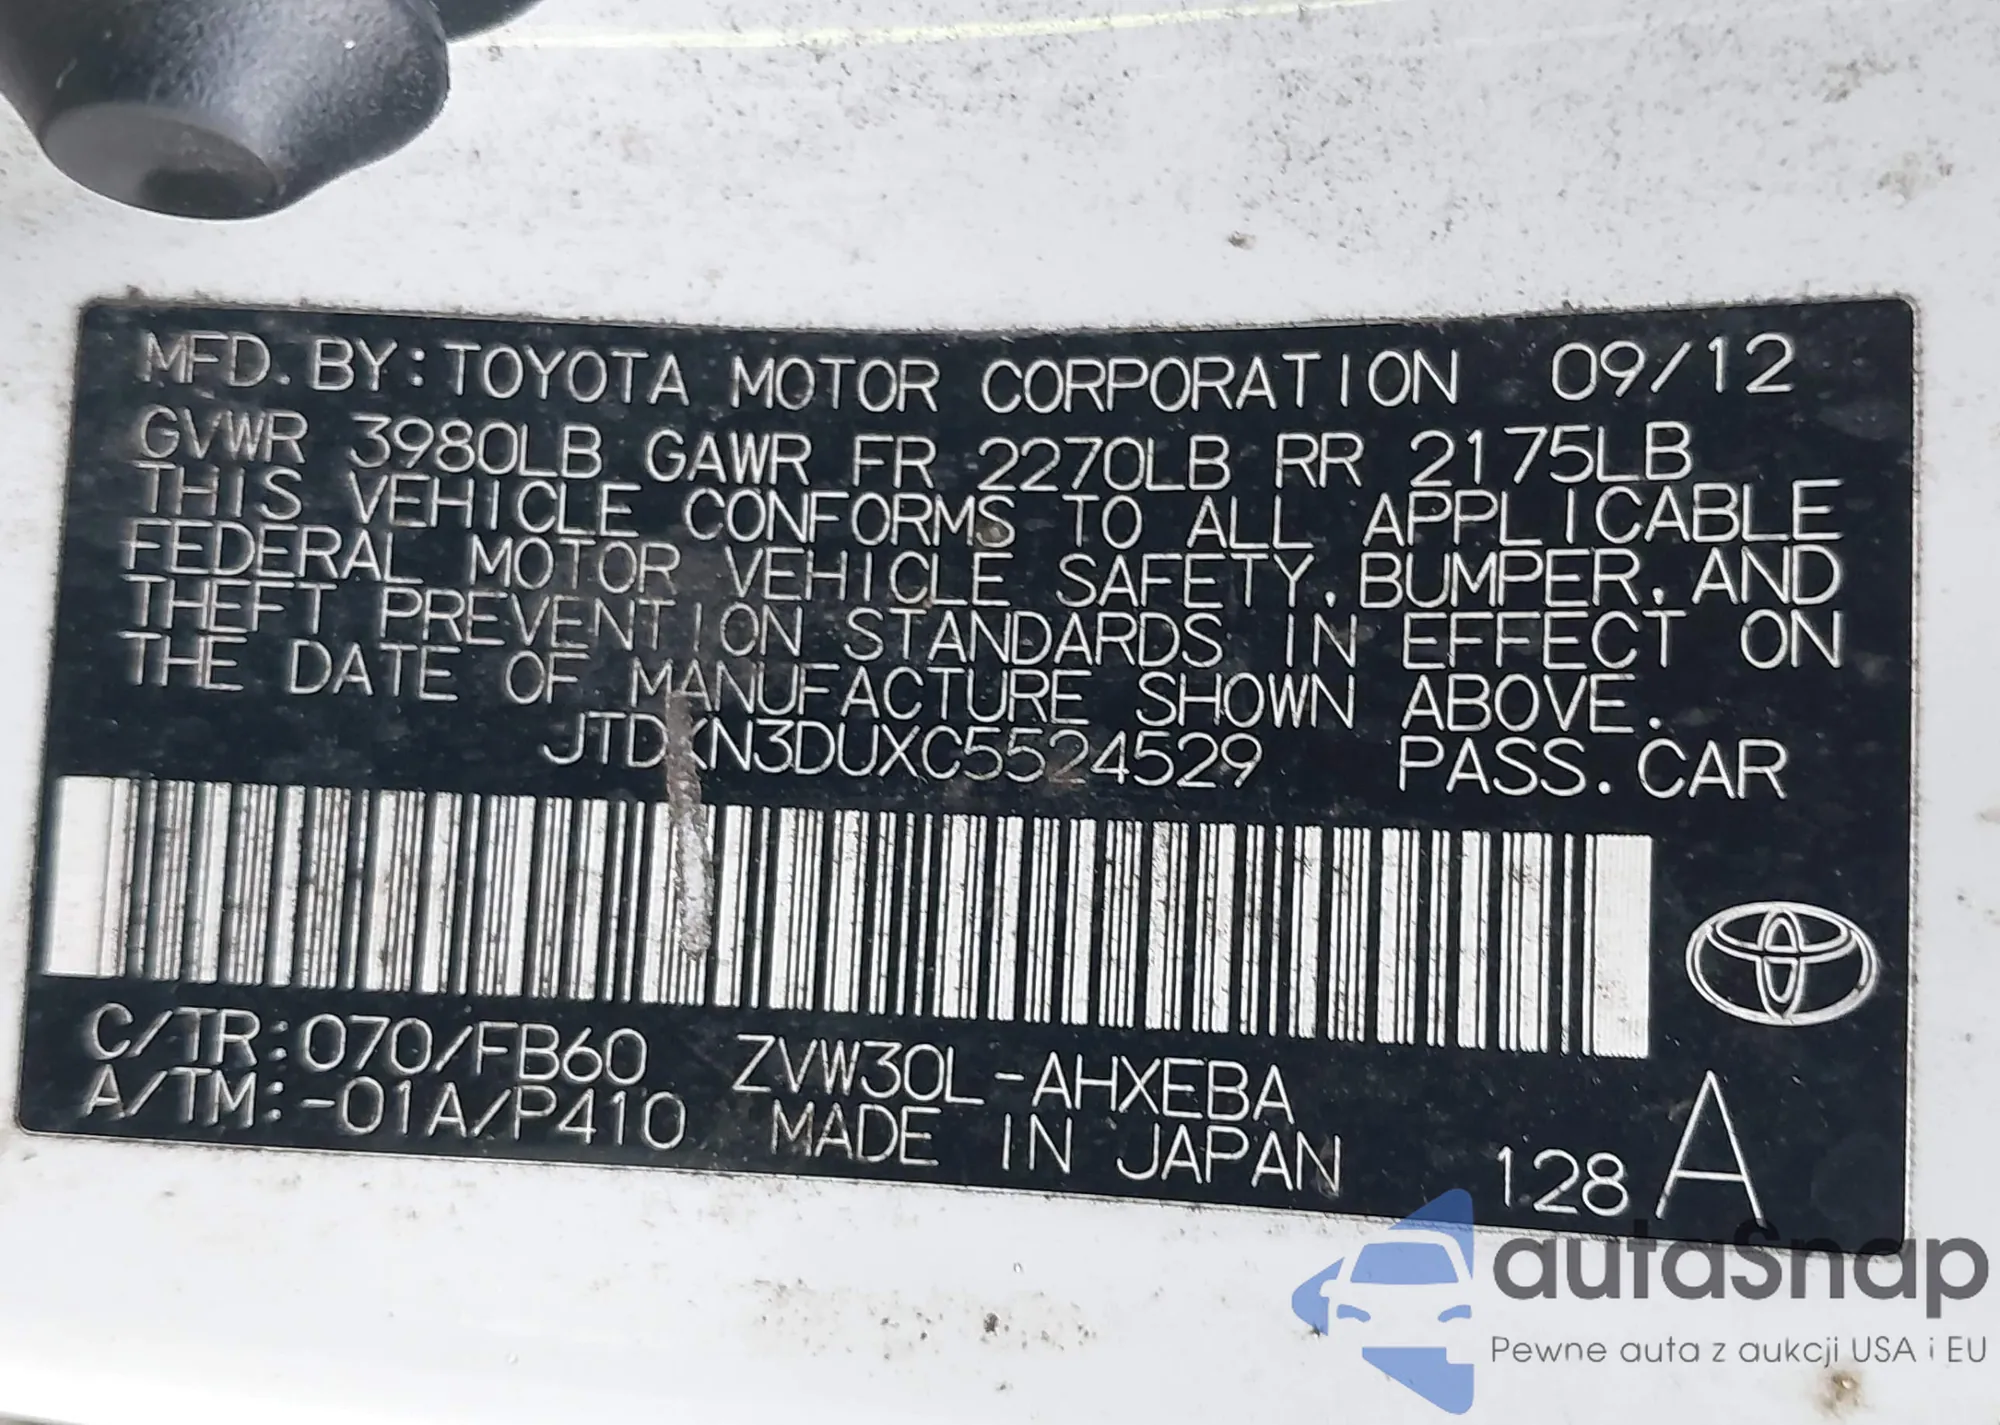 MFD. BY: TOYOTA MOTOR CORPORATION 09/12
GVWR 3980LB GAWR FR 2270LB RR 2175LB
THIS VEHICLE CONFORMS TO ALL APPLICABLE
FEDERAL MOTOR VEHICLE SAFETY, BUMPER, AND
THEFT PREVENTION STANDARDS IN EFFECT ON
THE DATE OF MANUFACTURE SHOWN ABOVE.
JTDKN3DUXC5524529 PASS. CAR
C/TR: 070/FB60 ZVW30L-AHXEBA
A/TM: -01A/P410 MADE IN JAPAN 128 A
autaSnap
Pewne auta z aukcji USA i EU